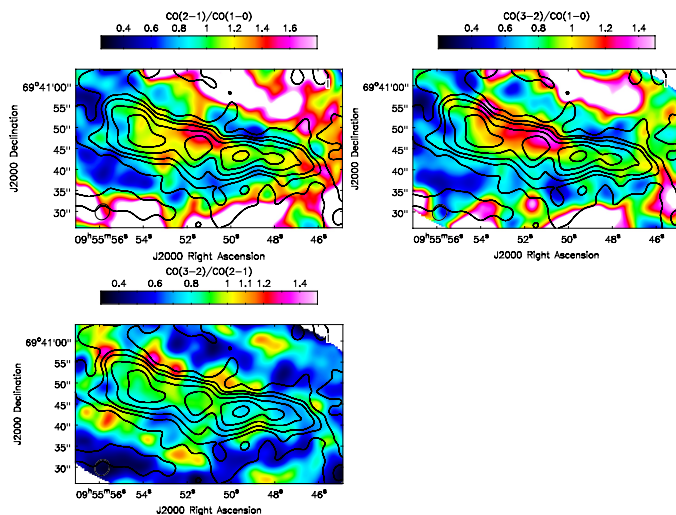 CO(2−1)/CO(1−0)
0.4 0.6 0.8 1 1.2 1.4 1.6
69°41'00"
55"
50"
45"
40"
35"
30"
J2000 Declination
09ʰ55ᵐ56ˢ 54ˢ 52ˢ 50ˢ 48ˢ 46ˢ
J2000 Right Ascension
CO(3−2)/CO(1−0)
0.4 0.6 0.8 1 1.2 1.4
69°41'00"
55"
50"
45"
40"
35"
30"
J2000 Declination
09ʰ55ᵐ56ˢ 54ˢ 52ˢ 50ˢ 48ˢ 46ˢ
J2000 Right Ascension
CO(3−2)/CO(2−1)
0.4 0.6 0.8 1 1.1 1.2 1.3 1.4
69°41'00"
55"
50"
45"
40"
35"
30"
J2000 Declination
09ʰ55ᵐ56ˢ 54ˢ 52ˢ 50ˢ 48ˢ 46ˢ
J2000 Right Ascension